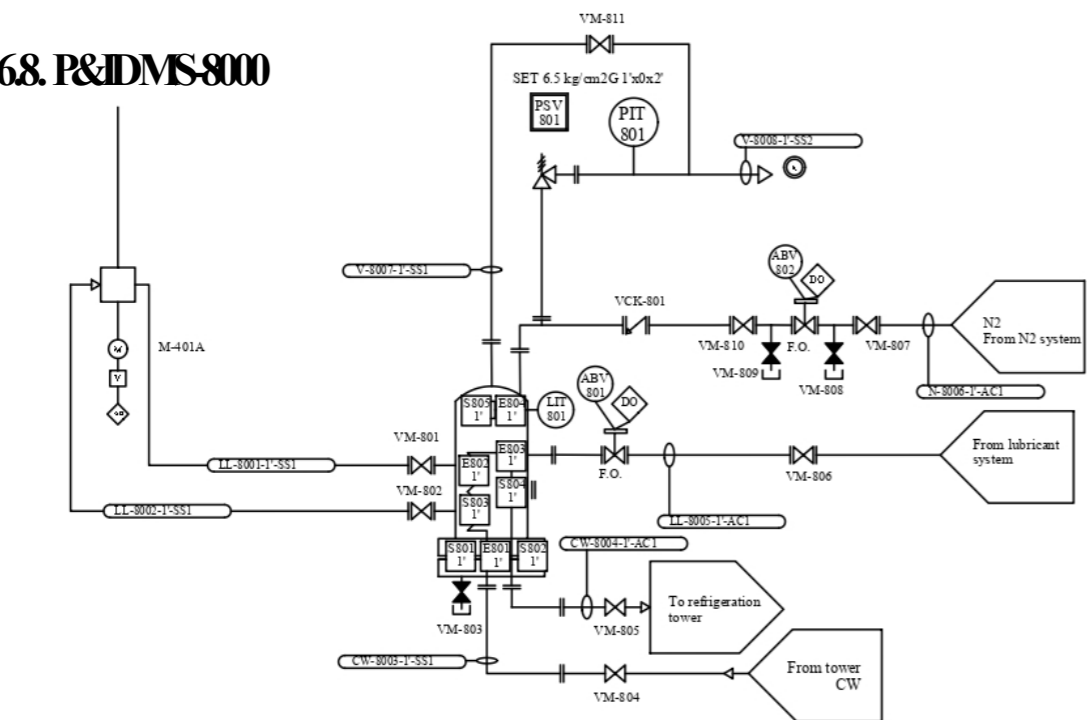 6.8. P&IDMS-8000
VM-811
SET 6.5 kg/cm2G 1'x0x2'
PSV
801
PIT
801
V-8008-1'-SS2
V-8007-1'-SS1
ABV
802
DO
VCK-801
M-401A
M
V
VM-810
F.O.
VM-807
VM-809
VM-808
N2
From N2 system
N-8006-1'-AC1
S805
1'
E804
1'
LIT
801
ABV
801
DO
VM-801
LL-8001-1'-SS1
E803
1'
E802
1'
F.O.
VM-806
From lubricant
system
VM-802
LL-8002-1'-SS1
S804
1'
S803
1'
LL-8005-1'-AC1
CW-8004-1'-AC1
S801
1'
E801
1'
S802
1'
VM-803
VM-805
To refrigeration
tower
CW-8003-1'-SS1
VM-804
From tower
CW